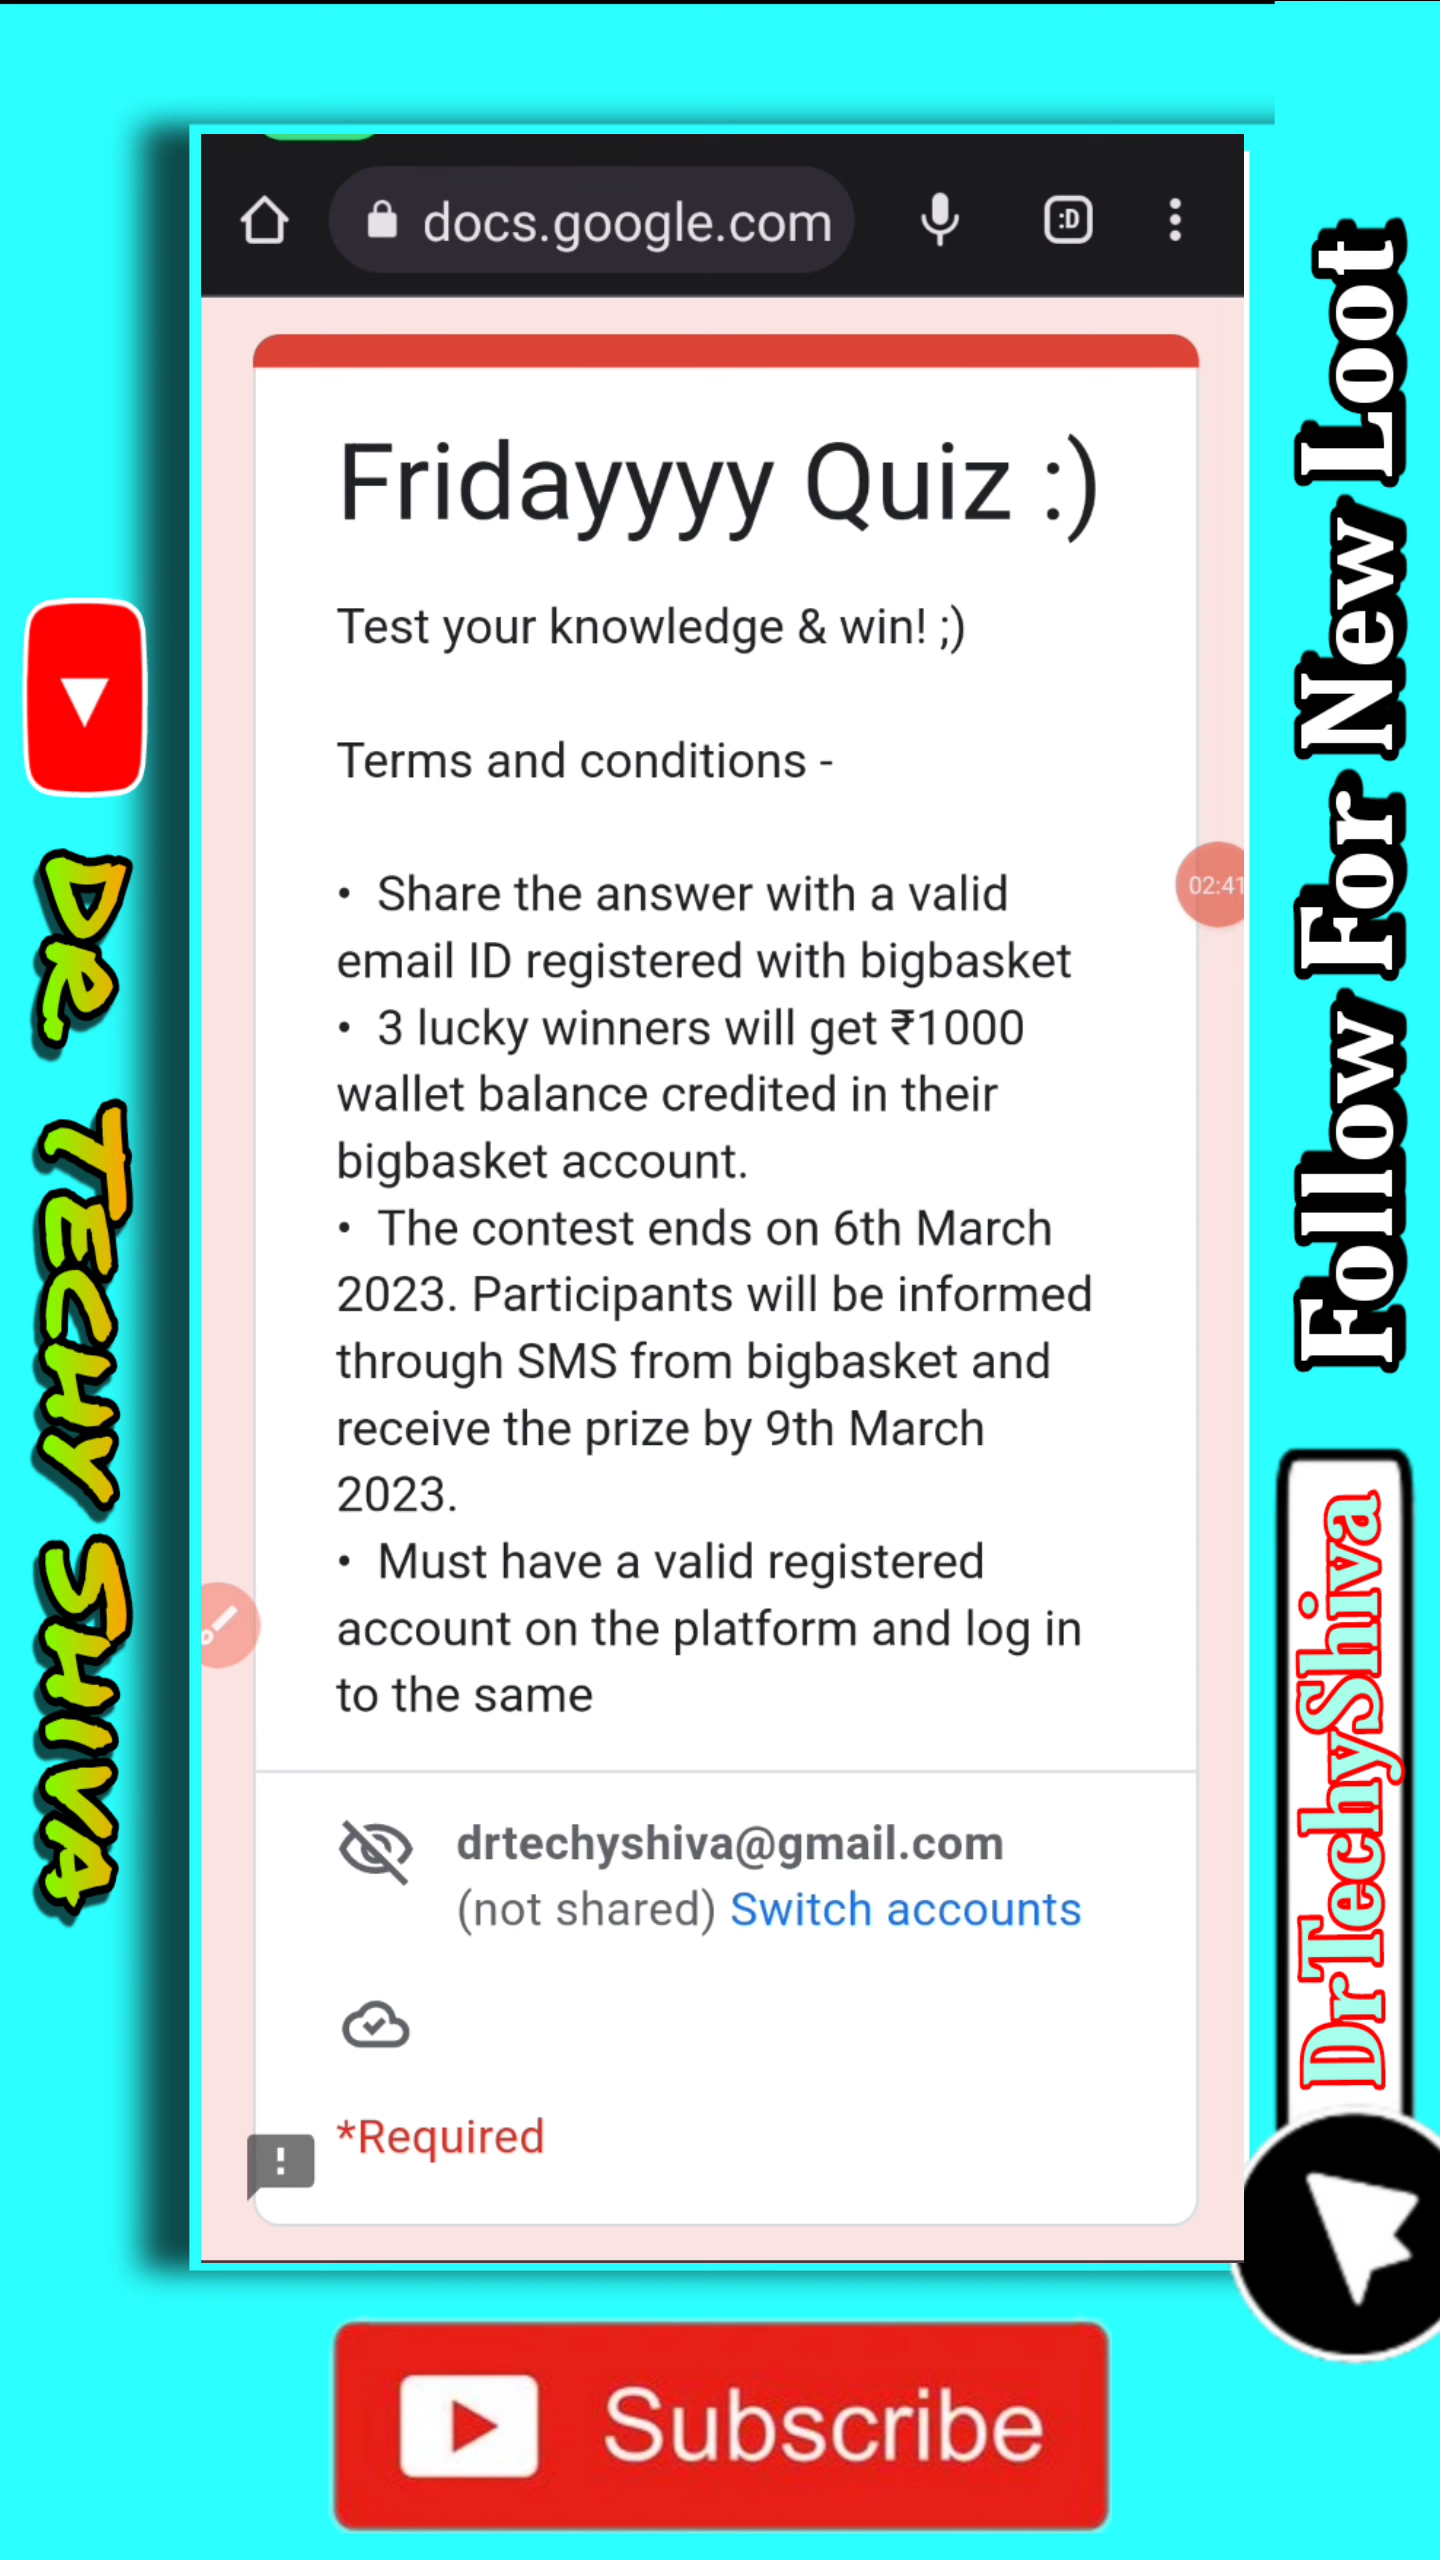 docs.google.com
:D
Fridayyyy Quiz :)
Test your knowledge & win! ;)
Terms and conditions -
• Share the answer with a valid
email ID registered with bigbasket
• 3 lucky winners will get ₹1000
wallet balance credited in their
bigbasket account.
• The contest ends on 6th March
2023. Participants will be informed
through SMS from bigbasket and
receive the prize by 9th March
2023.
• Must have a valid registered
account on the platform and log in
to the same
drtechyshiva@gmail.com
(not shared) Switch accounts
*Required
02:41
DR. TECHY SHIVA
Follow For New Loot
DrTechyShiva
Subscribe